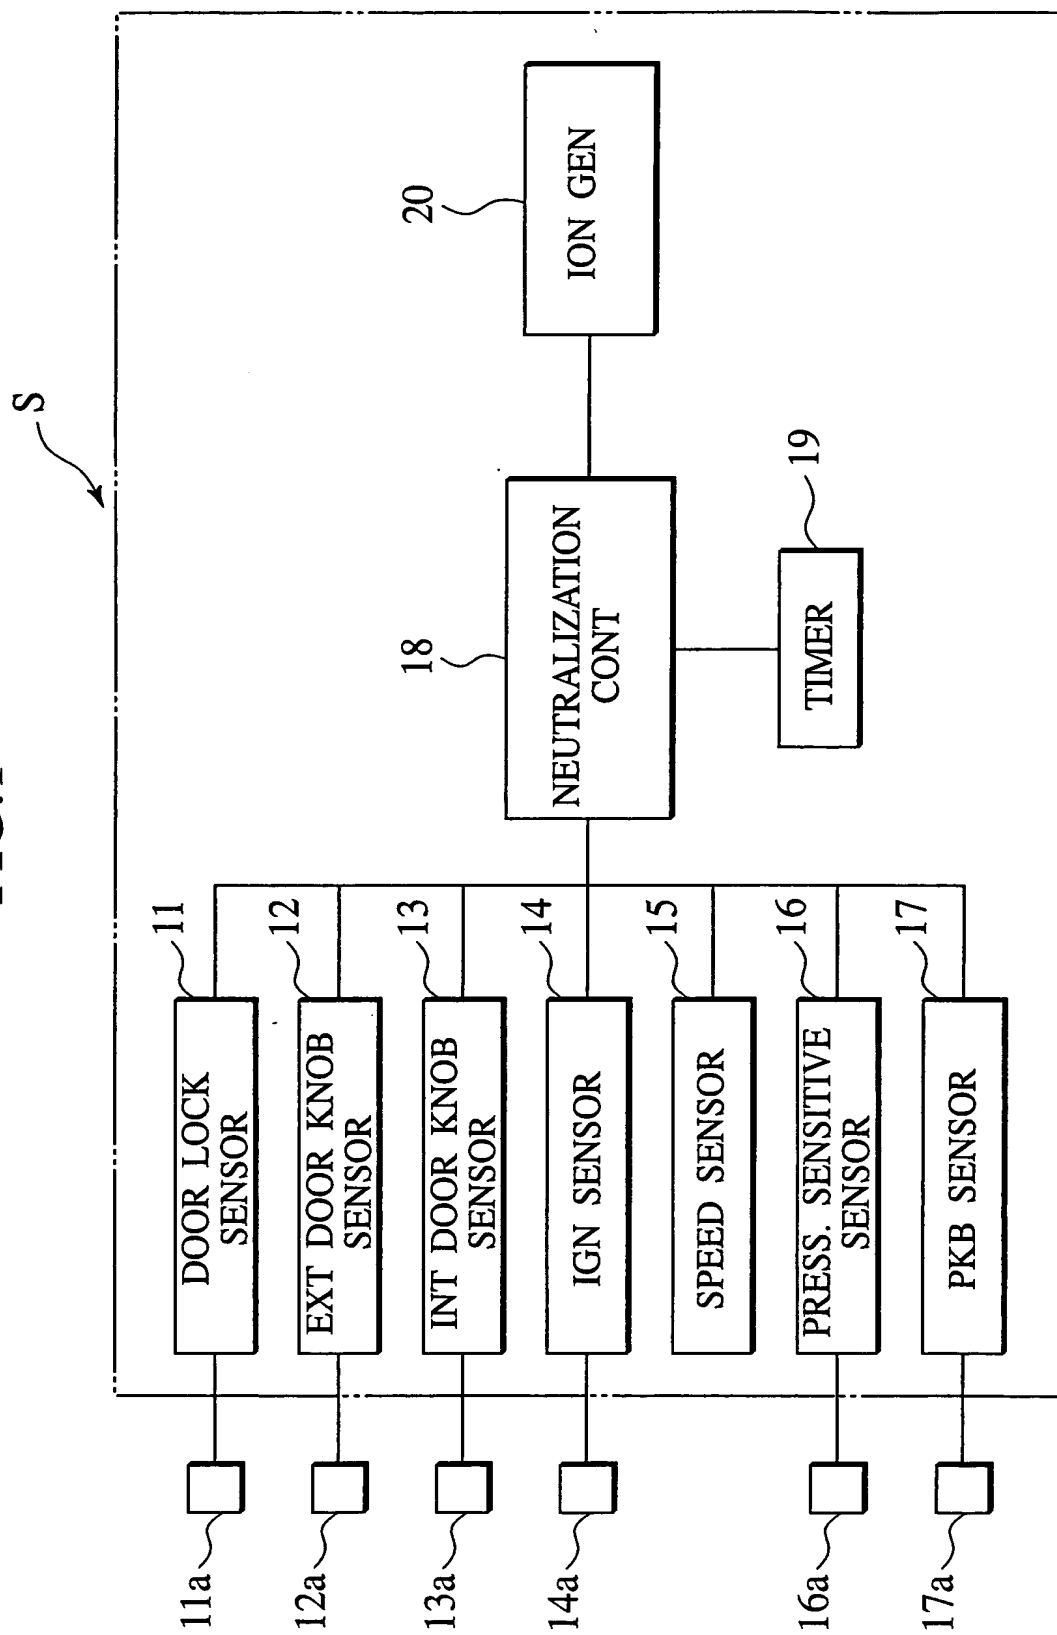 S
11a
11
DOOR LOCK
SENSOR
12a
12
EXT DOOR KNOB
SENSOR
13a
13
INT DOOR KNOB
SENSOR
14a
14
IGN SENSOR
15
SPEED SENSOR
16a
16
PRESS. SENSITIVE
SENSOR
17a
17
PKB SENSOR
18
NEUTRALIZATION
CONT
19
TIMER
20
ION GEN